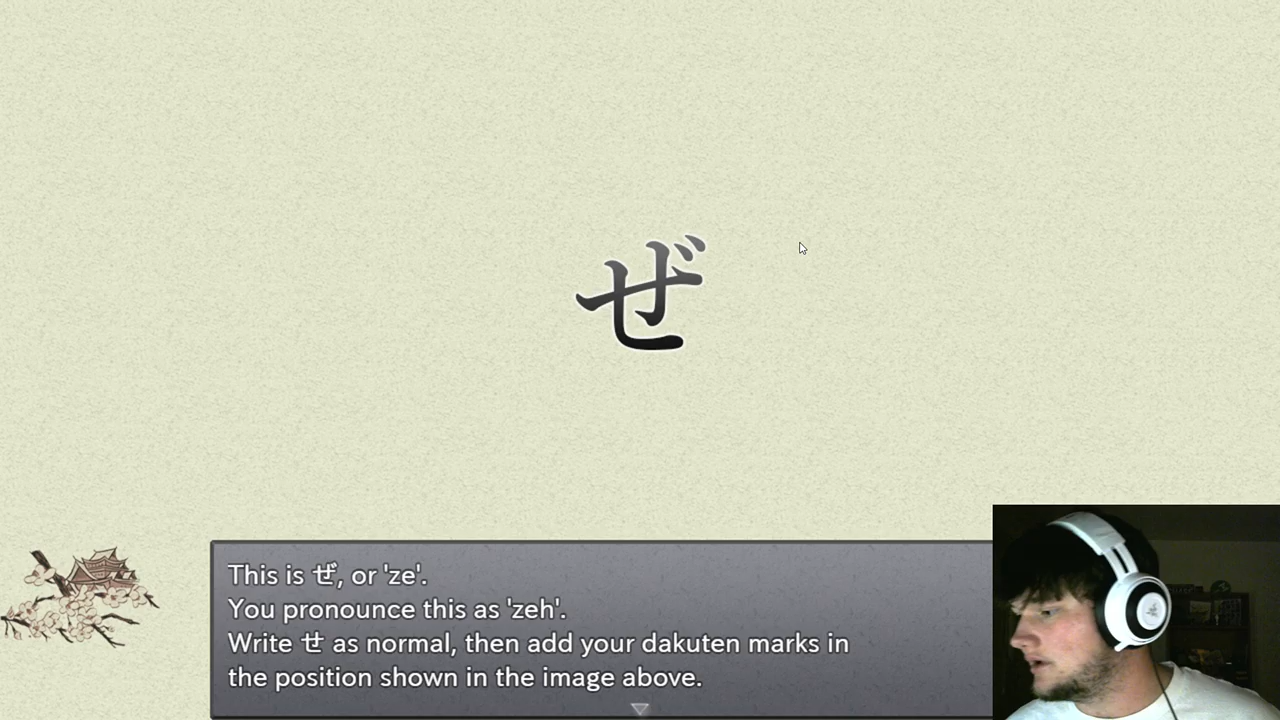 ぜ
This is ぜ, or 'ze'.
You pronounce this as 'zeh'.
Write せ as normal, then add your dakuten marks in
the position shown in the image above.